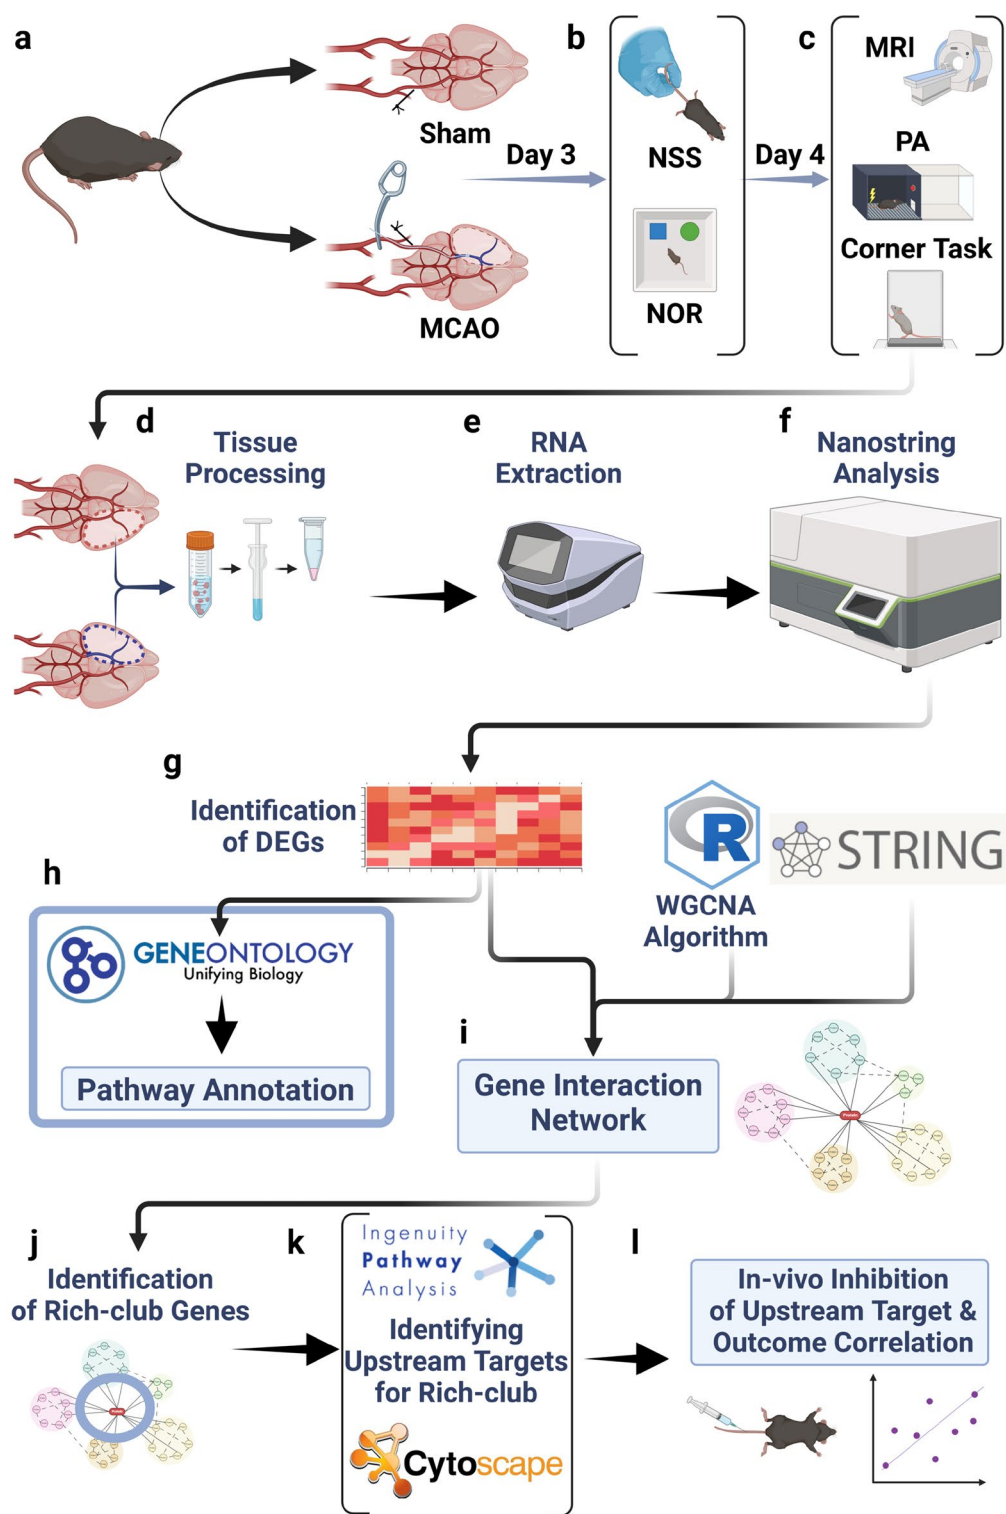 a
Sham
MCAO
Day 3
b
NSS
NOR
Day 4
c
MRI
PA
Corner Task
d
Tissue
Processing
e
RNA
Extraction
f
Nanostring
Analysis
g
Identification
of DEGs
R
WGCNA
Algorithm
STRING
h
GENEONTOLOGY
Unifying Biology
Pathway Annotation
i
Gene Interaction
Network
j
Identification
of Rich-club Genes
k
Ingenuity
Pathway
Analysis
Identifying
Upstream Targets
for Rich-club
Cytoscape
l
In-vivo Inhibition
of Upstream Target &
Outcome Correlation